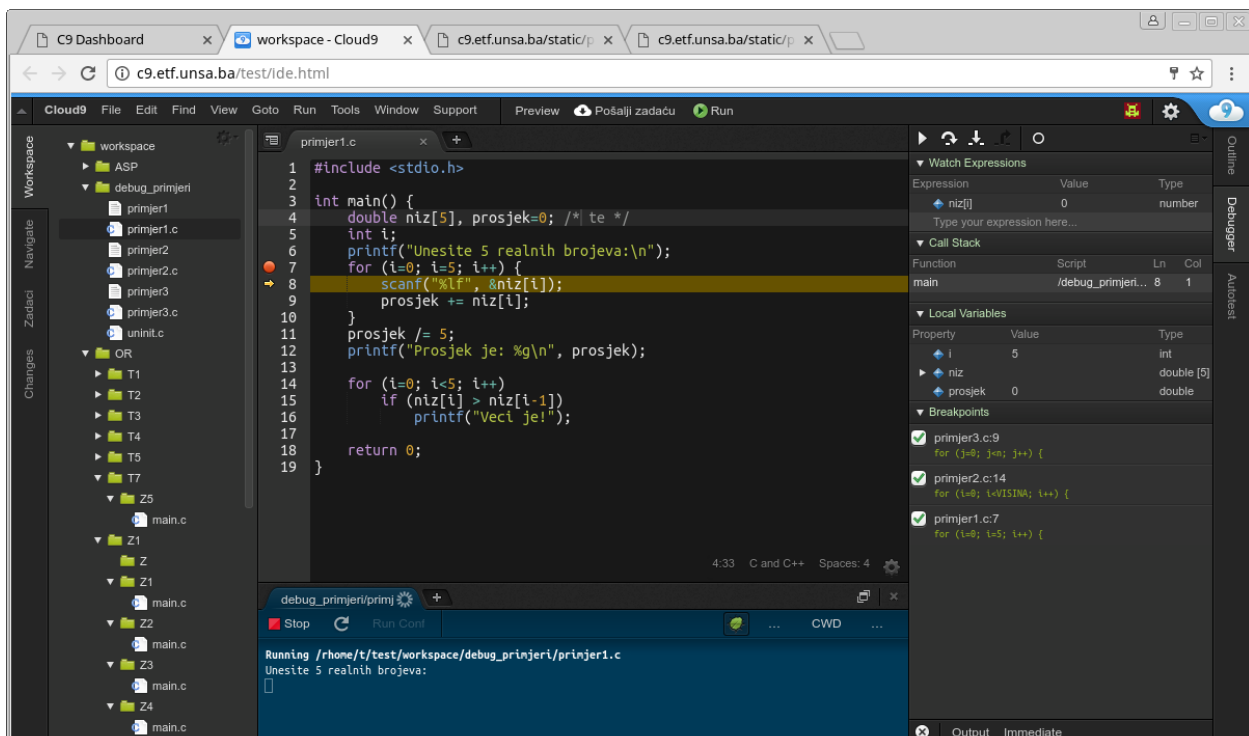 C9 Dashboard
workspace - Cloud9
c9.etf.unsa.ba/static/p
c9.etf.unsa.ba/static/p
c9.etf.unsa.ba/test/ide.html
Cloud9 File Edit Find View Goto Run Tools Window Support Preview Pošalji zadaću Run
Workspace
Navigate
Zadaci
Changes
workspace
ASP
debug_primjeri
primjer1
primjer1.c
primjer2
primjer2.c
primjer3
primjer3.c
uninit.c
OR
T1
T2
T3
T4
T5
T7
Z5
main.c
Z1
Z
Z1
main.c
Z2
main.c
Z3
main.c
Z4
main.c
primjer1.c
1 #include <stdio.h>
2
3 int main() {
4 double niz[5], prosjek=0; /* te */
5 int i;
6 printf("Unesite 5 realnih brojeva:\n");
7 for (i=0; i=5; i++) {
8 scanf("%lf", &niz[i]);
9 prosjek += niz[i];
10 }
11 prosjek /= 5;
12 printf("Prosjek je: %g\n", prosjek);
13
14 for (i=0; i<5; i++)
15 if (niz[i] > niz[i-1])
16 printf("Veci je!");
17
18 return 0;
19 }
4:33 C and C++ Spaces: 4
debug_primjeri/primj
Stop Run Conf ... CWD ...
Running /rhome/t/test/workspace/debug_primjeri/primjer1.c
Unesite 5 realnih brojeva:
Watch Expressions
Expression Value Type
niz[i] 0 number
Type your expression here...
Call Stack
Function Script Ln Col
main /debug_primjeri... 8 1
Local Variables
Property Value Type
i 5 int
niz double [5]
prosjek 0 double
Breakpoints
primjer3.c:9
for (j=0; j<n; j++) {
primjer2.c:14
for (i=0; i<VISINA; i++) {
primjer1.c:7
for (i=0; i=5; i++) {
Output Immediate
Outline
Debugger
Autotest
9